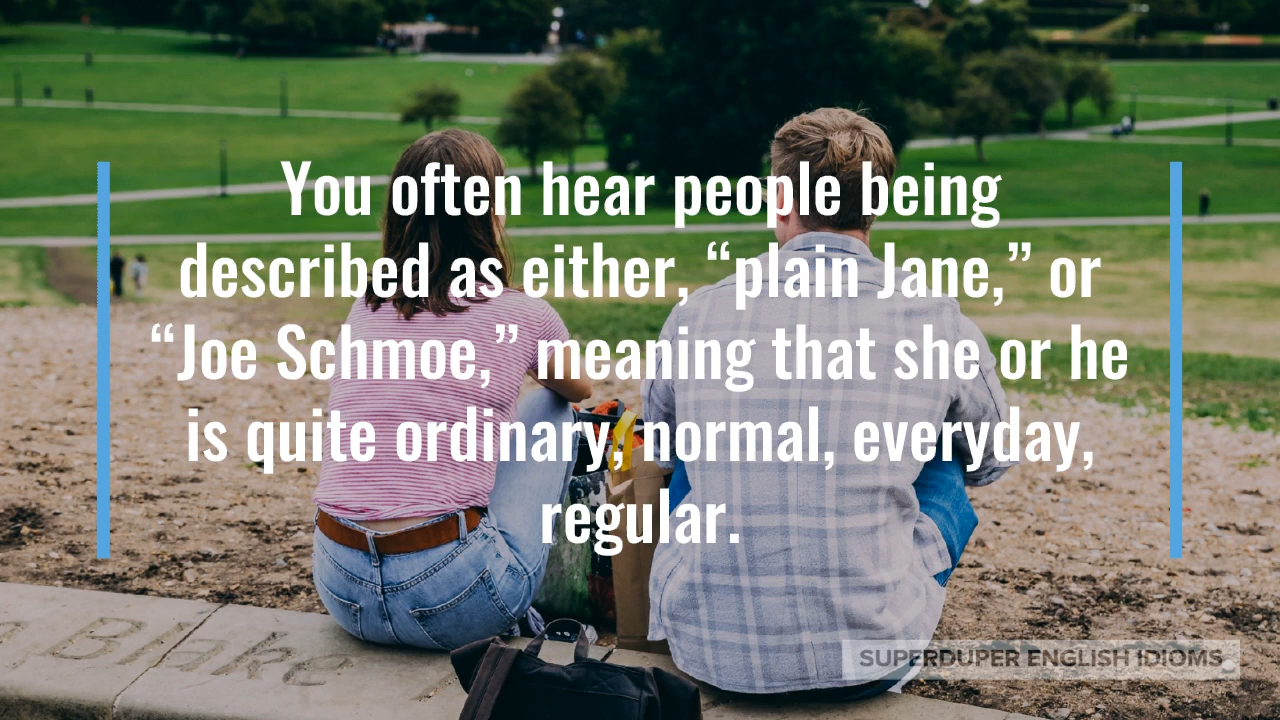 You often hear people being
described as either, “plain Jane,” or
“Joe Schmoe,” meaning that she or he
is quite ordinary, normal, everyday,
regular.
Blake
SUPERDUPER ENGLISH IDIOMS